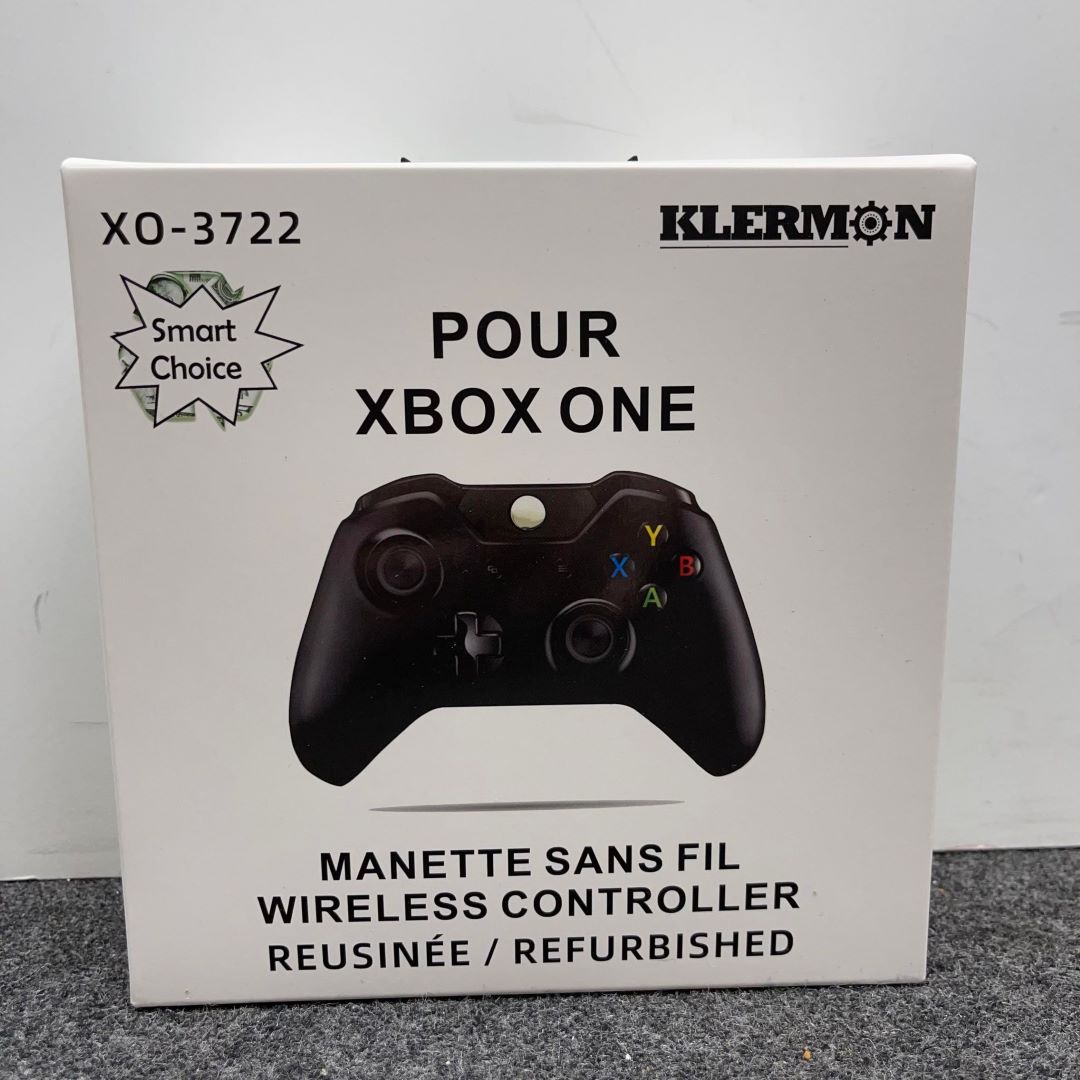 XO-3722
KLERMON
Smart
Choice
POUR
XBOX ONE
Y
X
B
A
MANETTE SANS FIL
WIRELESS CONTROLLER
REUSINÉE / REFURBISHED